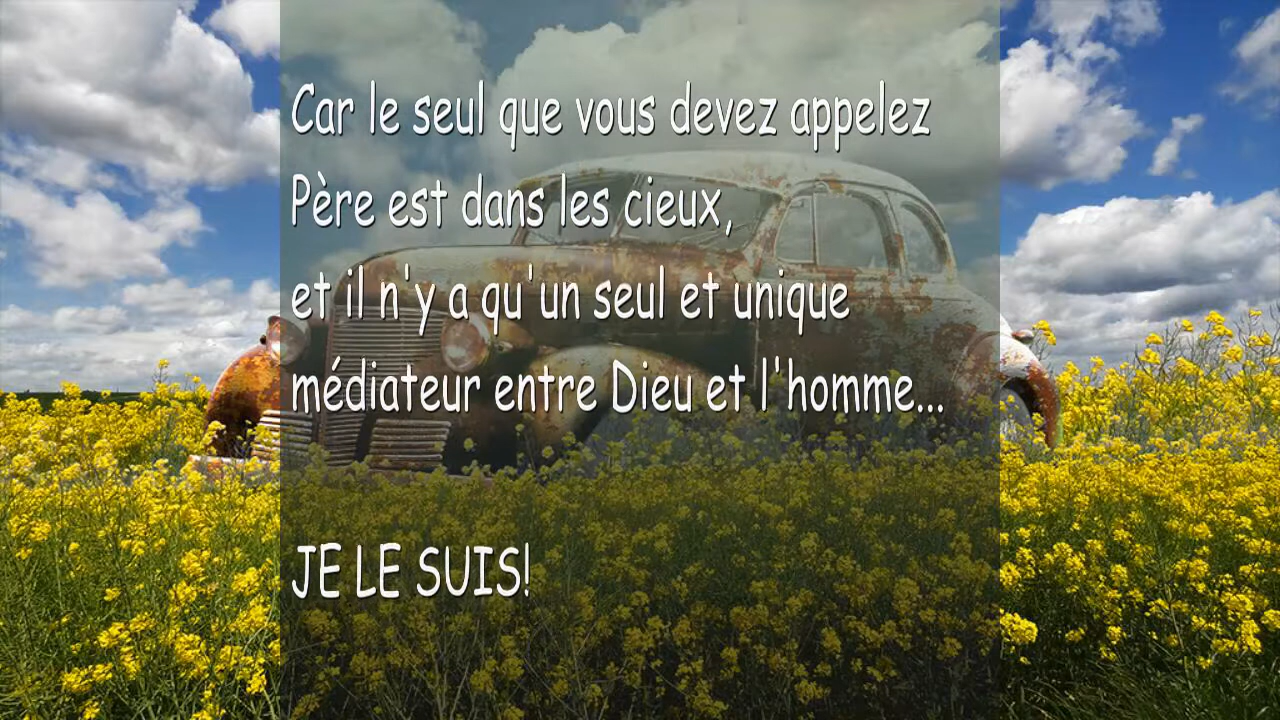 Car le seul que vous devez appelez
Père est dans les cieux,
et il n'y a qu'un seul et unique
médiateur entre Dieu et l'homme...
JE LE SUIS!